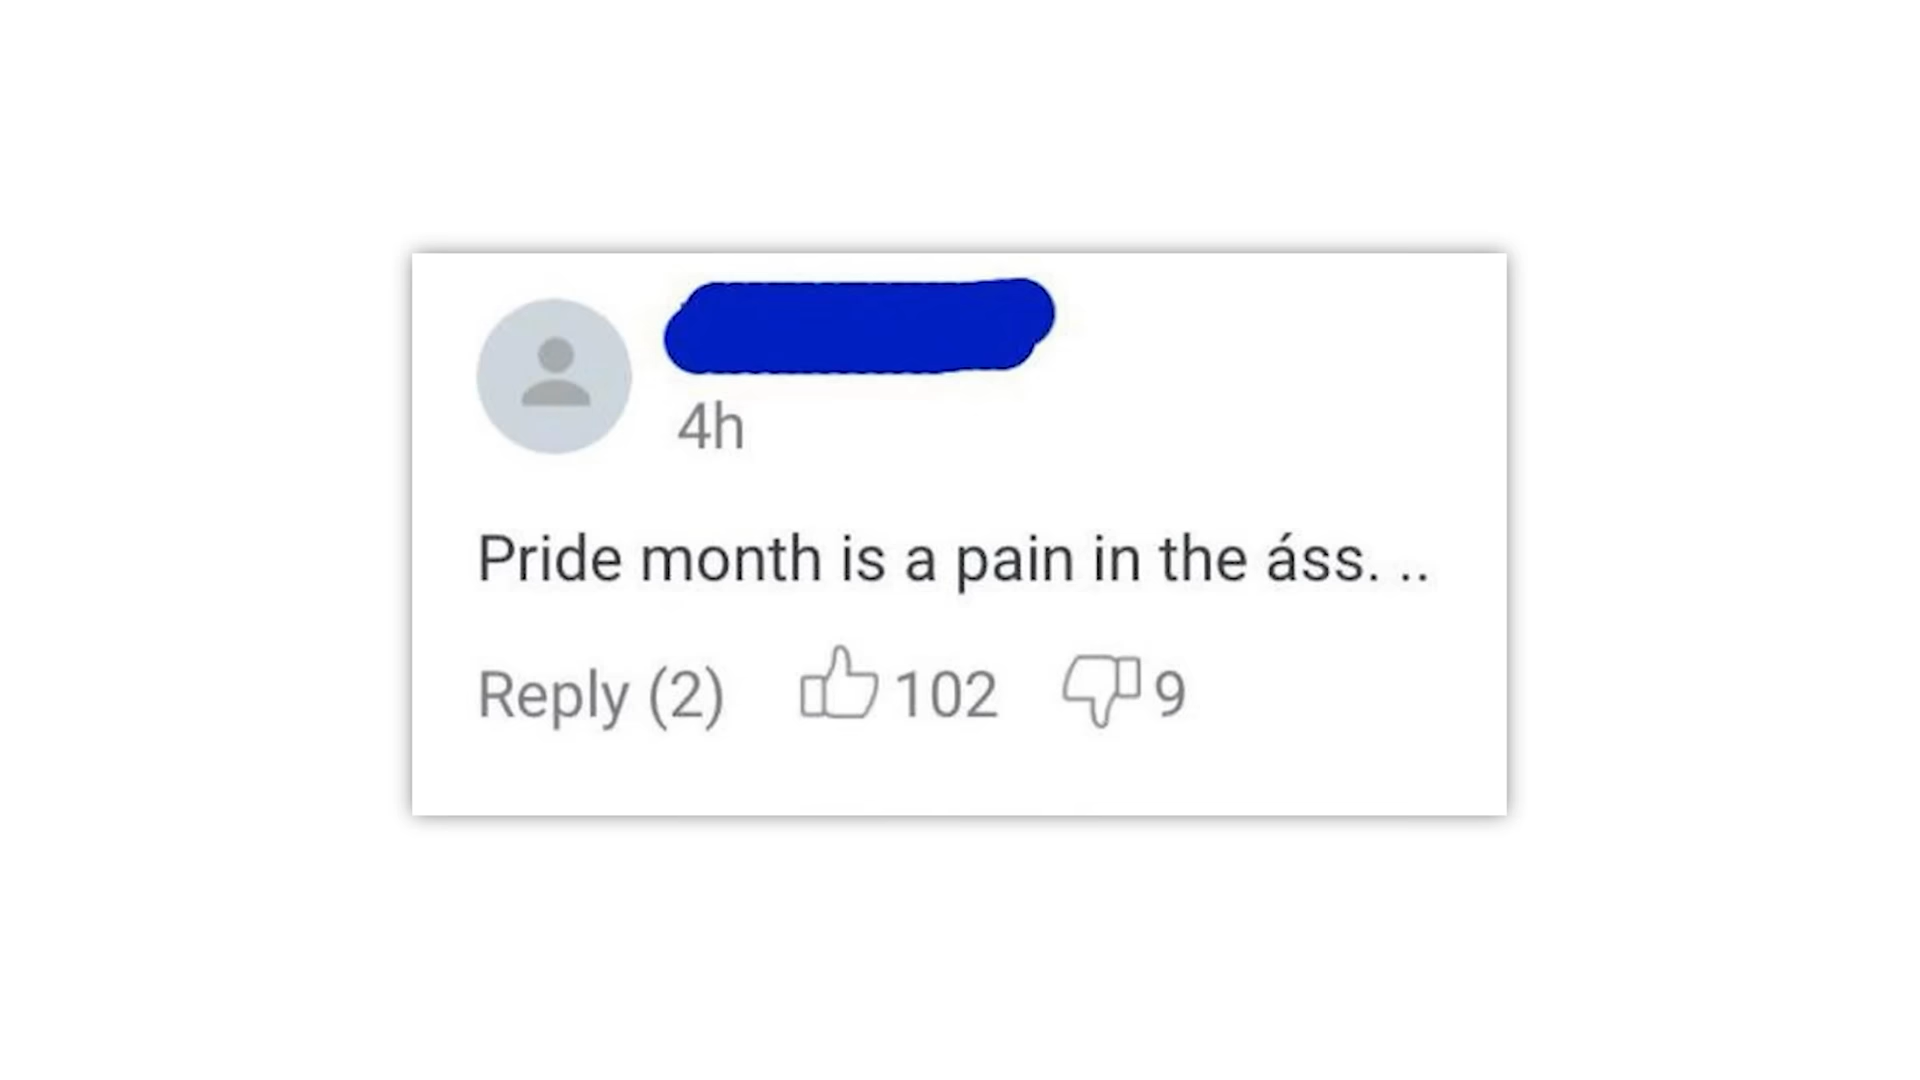 4h
Pride month is a pain in the áss. ..
Reply (2) 102 9